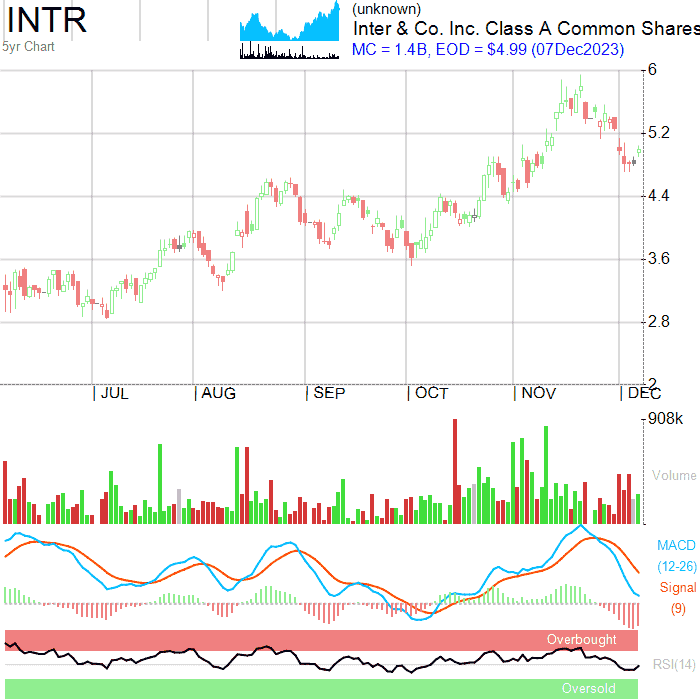 INTR
5yr Chart
(unknown)
Inter & Co. Inc. Class A Common Shares
MC = 1.4B, EOD = $4.99 (07Dec2023)
6
5.2
4.4
3.6
2.8
2
JUL AUG SEP OCT NOV DEC
908k
Volume
MACD
(12-26)
Signal
(9)
Overbought
RSI(14)
Oversold